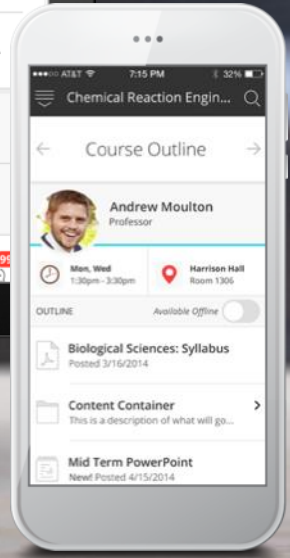 AT&T 7:15 PM 32%
Chemical Reaction Engin...
Course Outline
Andrew Moulton
Professor
Mon, Wed
1:30pm - 3:30pm
Harrison Hall
Room 1306
OUTLINE Available Offline
Biological Sciences: Syllabus
Posted 3/16/2014
Content Container
This is a description of what will go...
Mid Term PowerPoint
New! Posted 4/15/2014